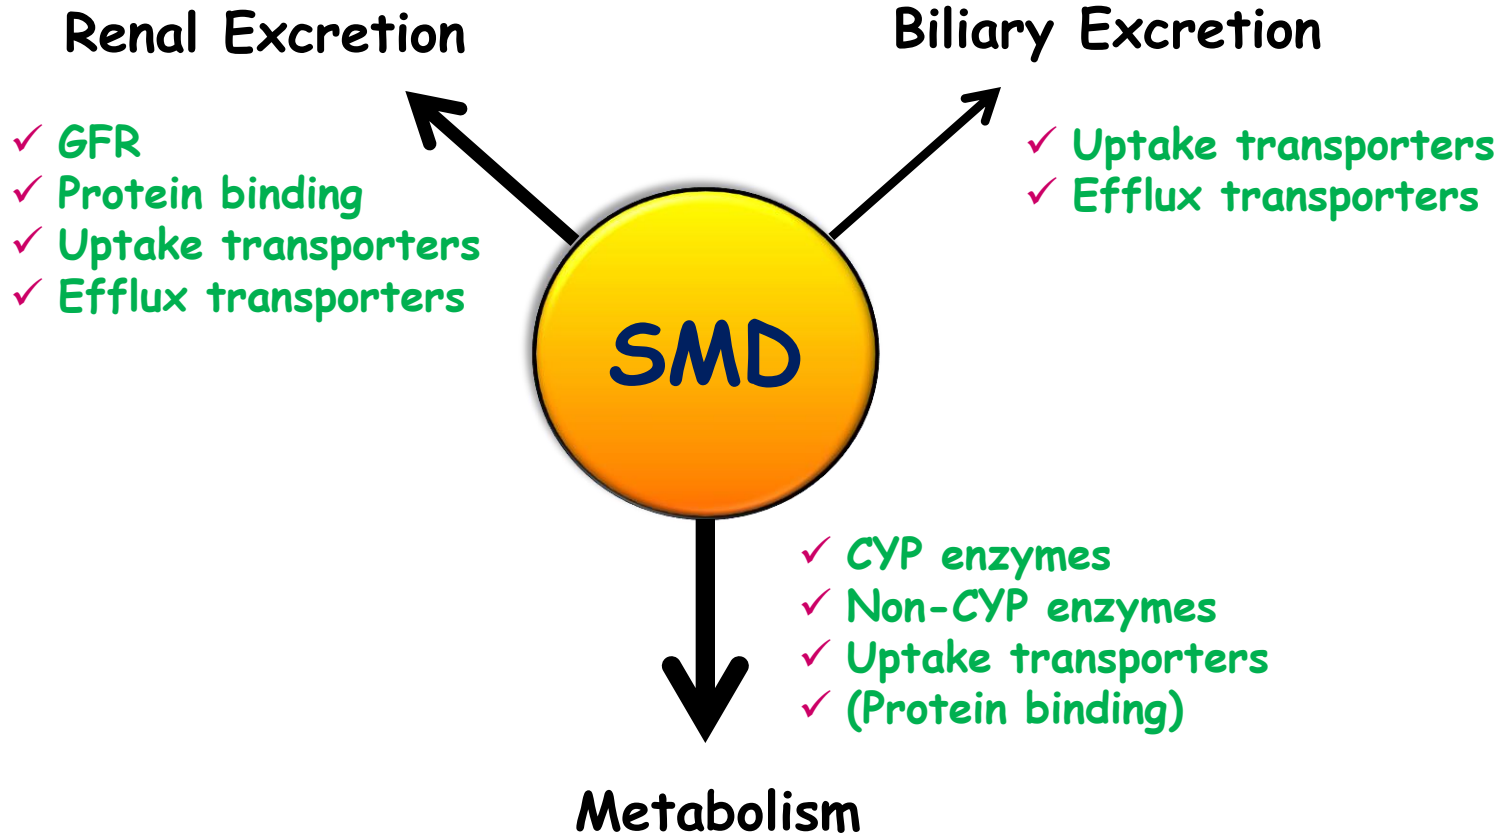 Renal Excretion
✓ GFR
✓ Protein binding
✓ Uptake transporters
✓ Efflux transporters
Biliary Excretion
✓ Uptake transporters
✓ Efflux transporters
SMD
✓ CYP enzymes
✓ Non-CYP enzymes
✓ Uptake transporters
✓ (Protein binding)
Metabolism